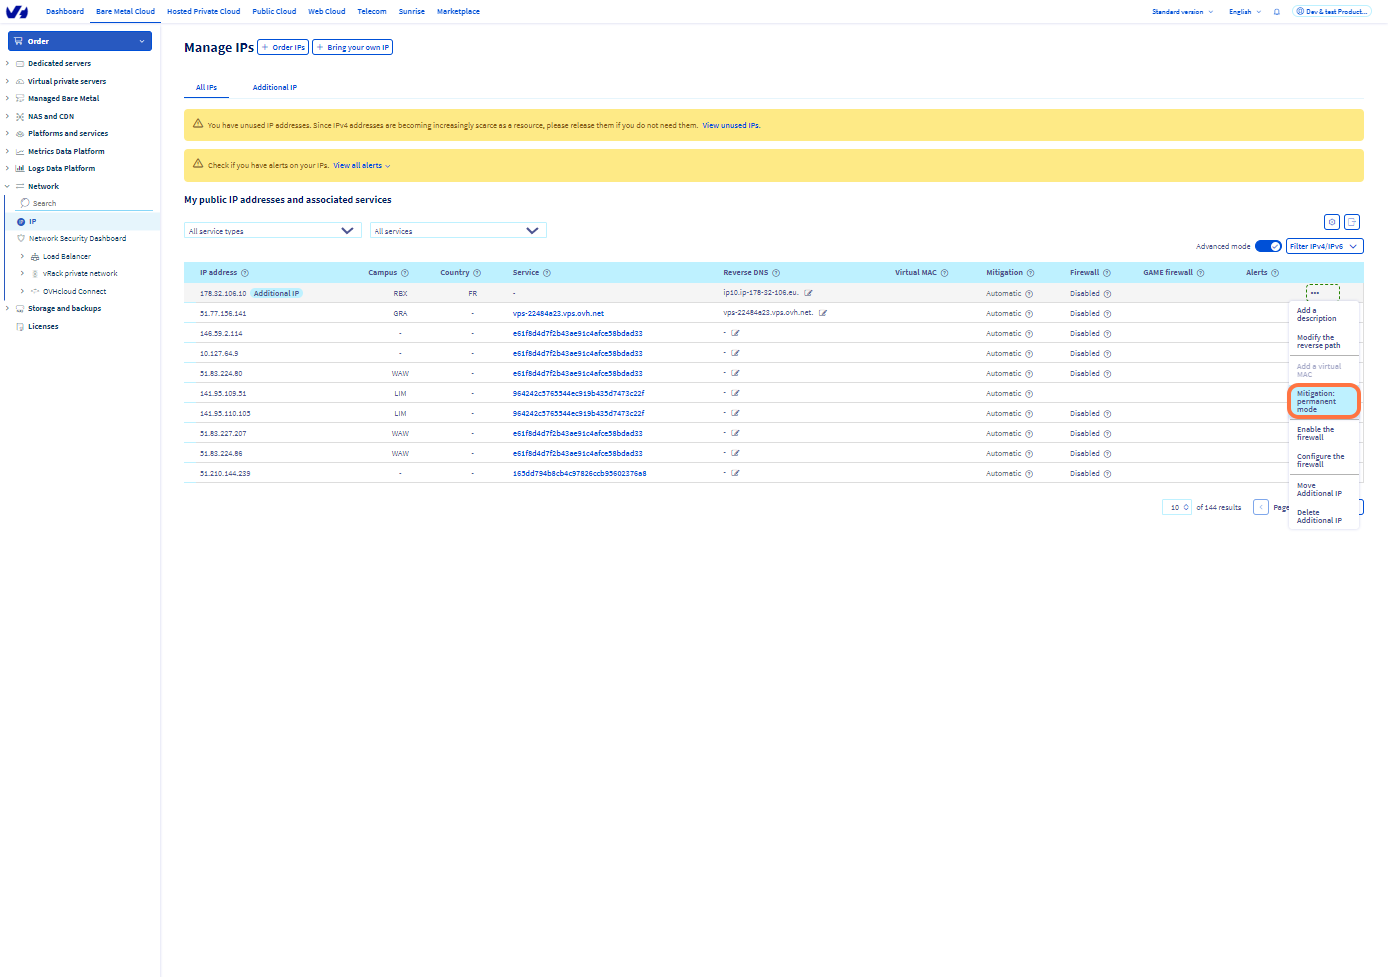 Dashboard Bare Metal Cloud Hosted Private Cloud Public Cloud Web Cloud Telecom Sunrise Marketplace Standard version English Dev & test Product...
Order
Dedicated servers
Virtual private servers
Managed Bare Metal
NAS and CDN
Platforms and services
Metrics Data Platform
Logs Data Platform
Network
Search
IP
Network Security Dashboard
Load Balancer
vRack private network
OVHcloud Connect
Storage and backups
Licenses
Manage IPs + Order IPs + Bring your own IP
All IPs Additional IP
You have unused IP addresses. Since IPv4 addresses are becoming increasingly scarce as a resource, please release them if you do not need them. View unused IPs.
Check if you have alerts on your IPs. View all alerts
My public IP addresses and associated services
All service types All services
Advanced mode Filter IPv4/IPv6
IP address Campus Country Service Reverse DNS Virtual MAC Mitigation Firewall GAME firewall Alerts
178.32.106.10 Additional IP RBX FR - ip10.ip-178-32-106.eu. Automatic Disabled ...
51.77.156.141 GRA - vps-22484a23.vps.ovh.net vps-22484a23.vps.ovh.net. Automatic Disabled
146.59.2.114 - - e61f8d4d7f2b43ae91c4afce58bdad33 - Automatic Disabled
10.127.64.9 - - e61f8d4d7f2b43ae91c4afce58bdad33 - Automatic Disabled
51.83.224.80 WAW - e61f8d4d7f2b43ae91c4afce58bdad33 - Automatic Disabled
141.95.109.51 LIM - 964242c5765544ec919b435d7473c22f - Automatic
141.95.110.105 LIM - 964242c5765544ec919b435d7473c22f - Automatic Disabled
51.83.227.207 WAW - e61f8d4d7f2b43ae91c4afce58bdad33 - Automatic Disabled
51.83.224.86 WAW - e61f8d4d7f2b43ae91c4afce58bdad33 - Automatic Disabled
51.210.144.239 - - 165dd794b8cb4c97826ccb95602376a8 - Automatic Disabled
10 of 144 results Page
Add a
description
Modify the
reverse path
Add a virtual
MAC
Mitigation:
permanent
mode
Enable the
firewall
Configure the
firewall
Move
Additional IP
Delete
Additional IP